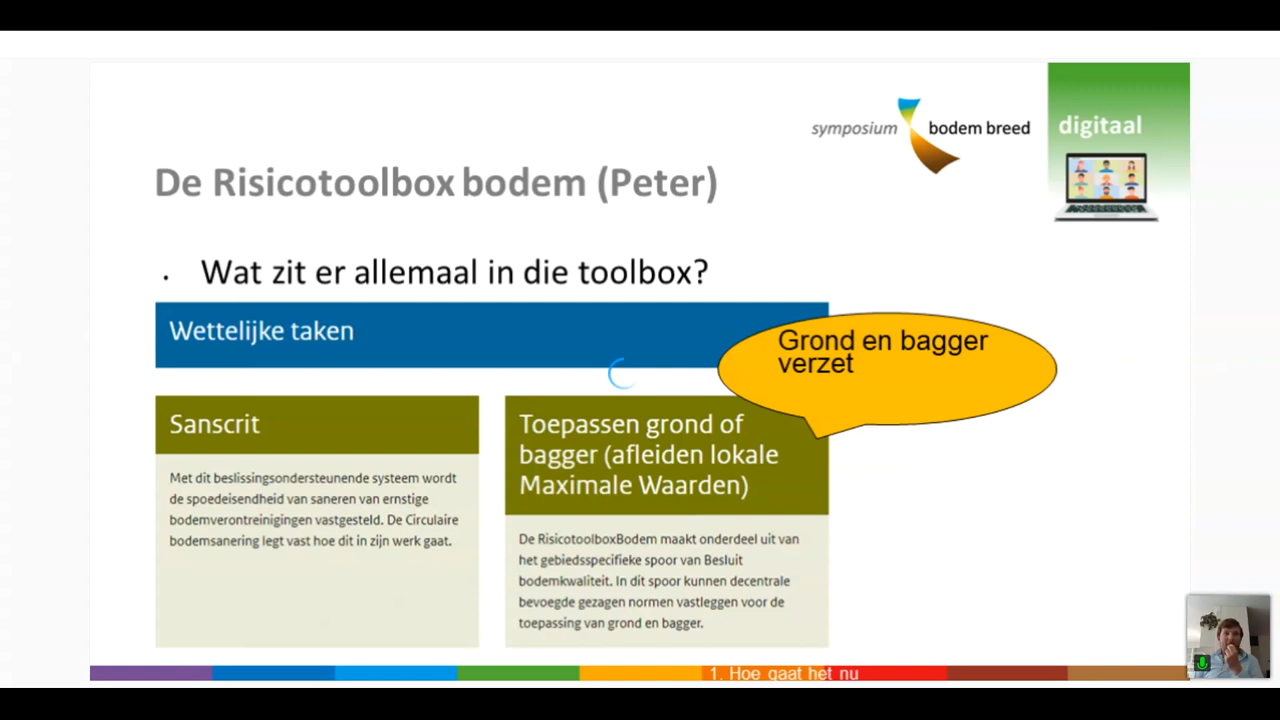 symposium bodem breed
digitaal
De Risicotoolbox bodem (Peter)
• Wat zit er allemaal in die toolbox?
Wettelijke taken
Grond en bagger
verzet
Sanscrit
Met dit beslissingsondersteunende systeem wordt
de spoedeisendheid van saneren van ernstige
bodemverontreinigingen vastgesteld. De Circulaire
bodemsanering legt vast hoe dit in zijn werk gaat.
Toepassen grond of
bagger (afleiden lokale
Maximale Waarden)
De RisicotoolboxBodem maakt onderdeel uit van
het gebiedsspecifieke spoor van Besluit
bodemkwaliteit. In dit spoor kunnen decentrale
bevoegde gezagen normen vastleggen voor de
toepassing van grond en bagger.
1. Hoe gaat het nu